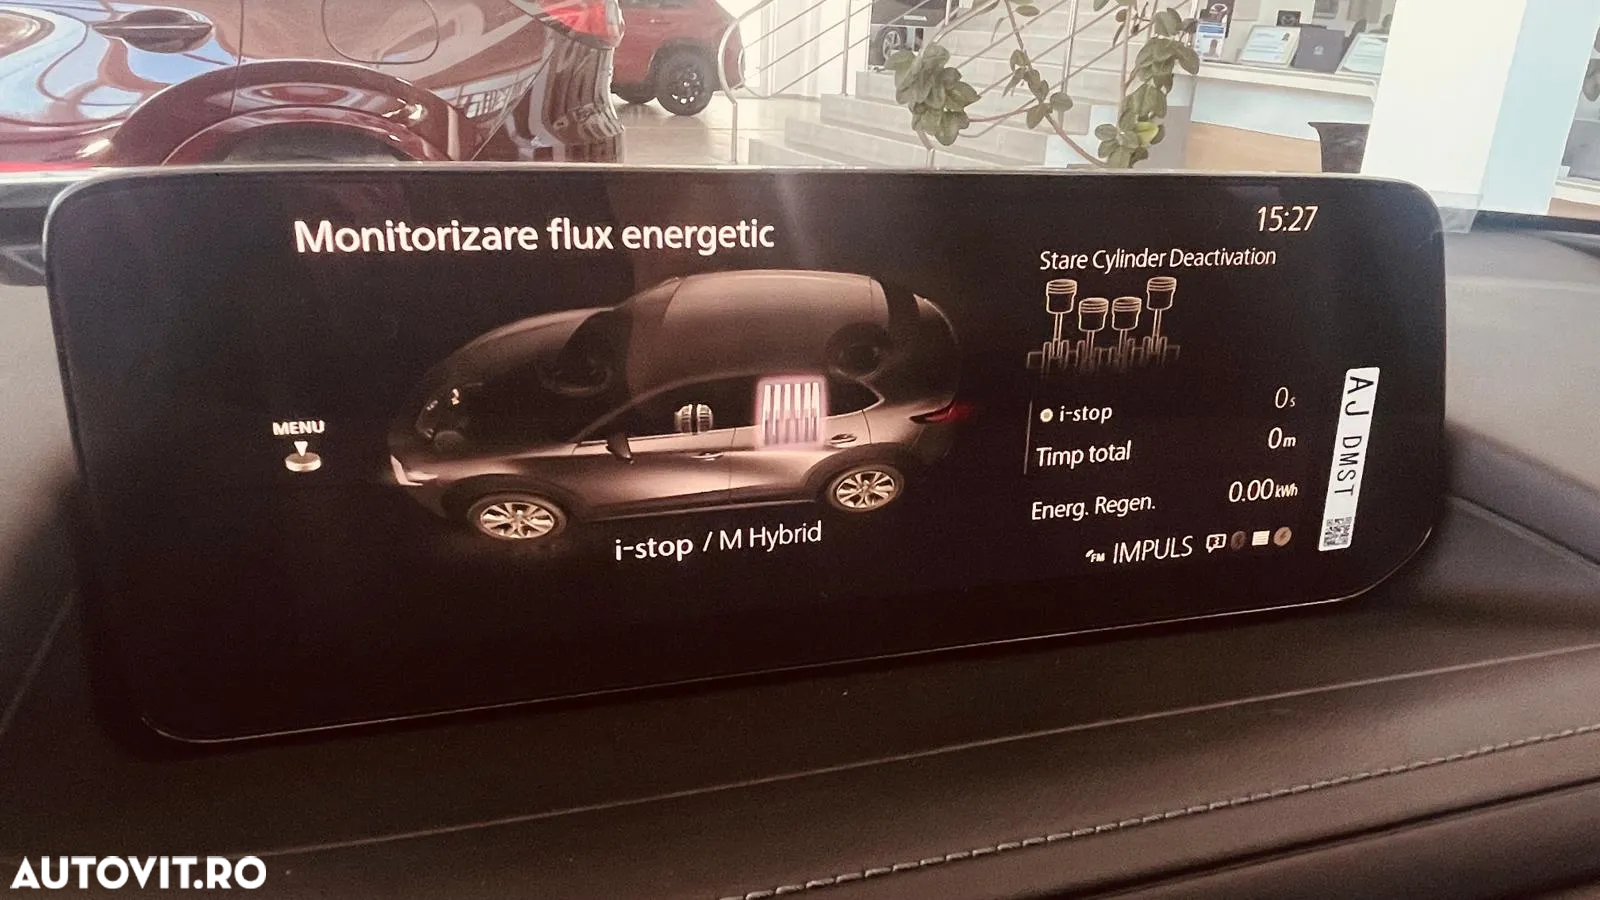 15:27
Monitorizare flux energetic
Stare Cylinder Deactivation
MENU
i-stop 0s
Timp total 0m
Energ. Regen. 0.00kWh
i-stop / M Hybrid
FM IMPULS
AJ DMST
AUTOVIT.RO